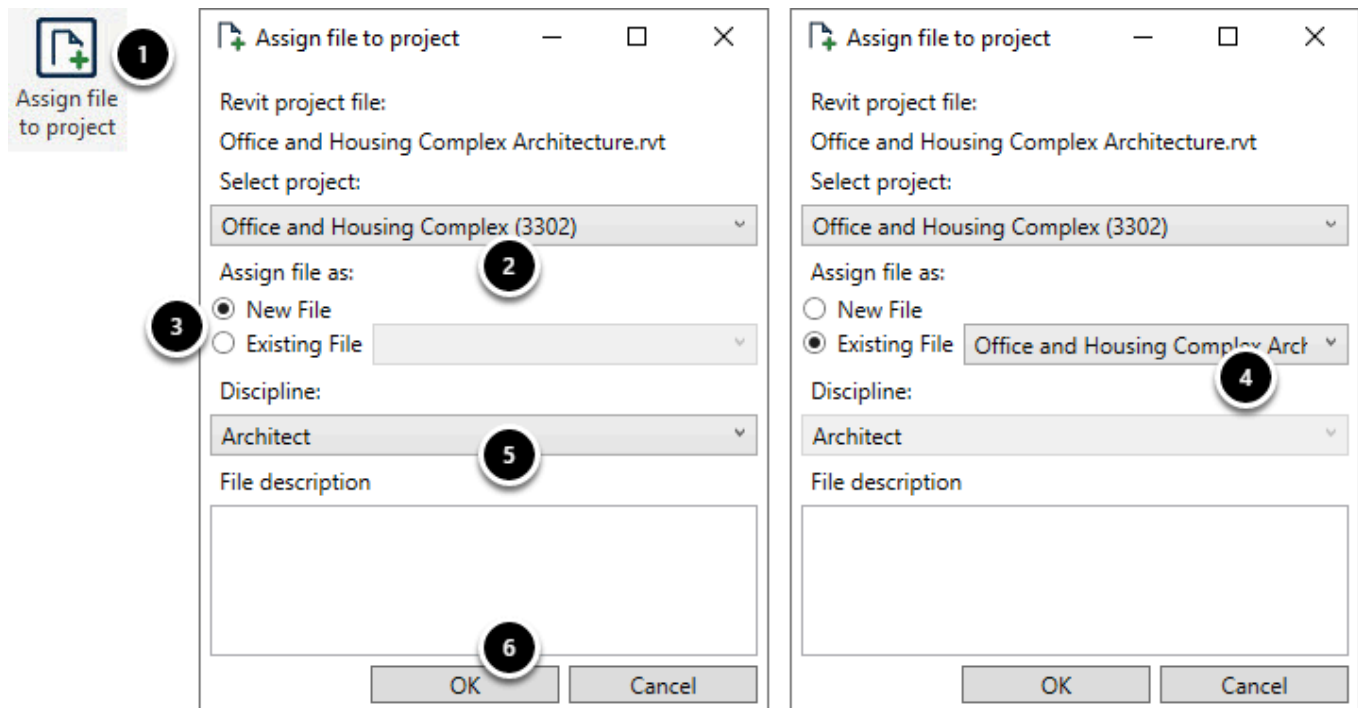 1
Assign file
to project
Assign file to project
Revit project file:
Office and Housing Complex Architecture.rvt
Select project:
Office and Housing Complex (3302)
2
Assign file as:
3
New File
Existing File
Discipline:
Architect
5
File description
6
OK Cancel
Assign file to project
Revit project file:
Office and Housing Complex Architecture.rvt
Select project:
Office and Housing Complex (3302)
Assign file as:
New File
Existing File Office and Housing Complex Arch
4
Discipline:
Architect
File description
OK Cancel